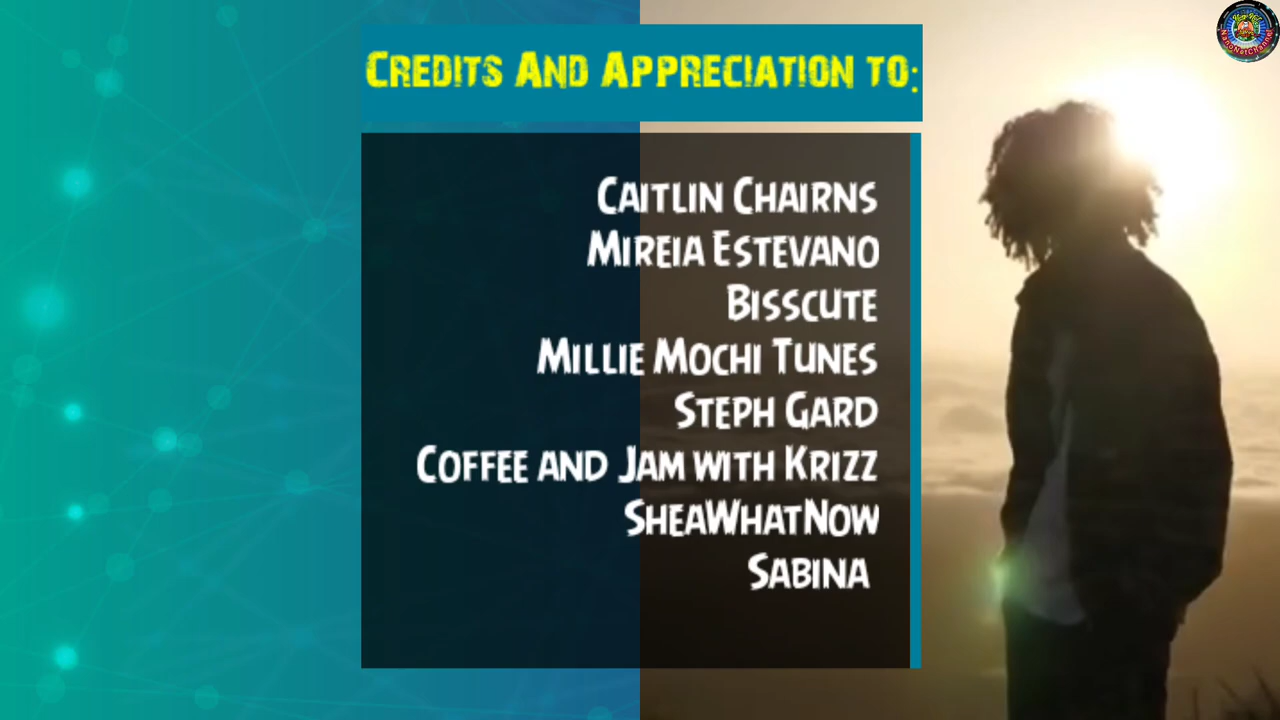 Credits And Appreciation to:
Caitlin Chairns
Mireia Estevano
Bisscute
Millie Mochi Tunes
Steph Gard
Coffee and Jam with Krizz
SheaWhatNow
Sabina